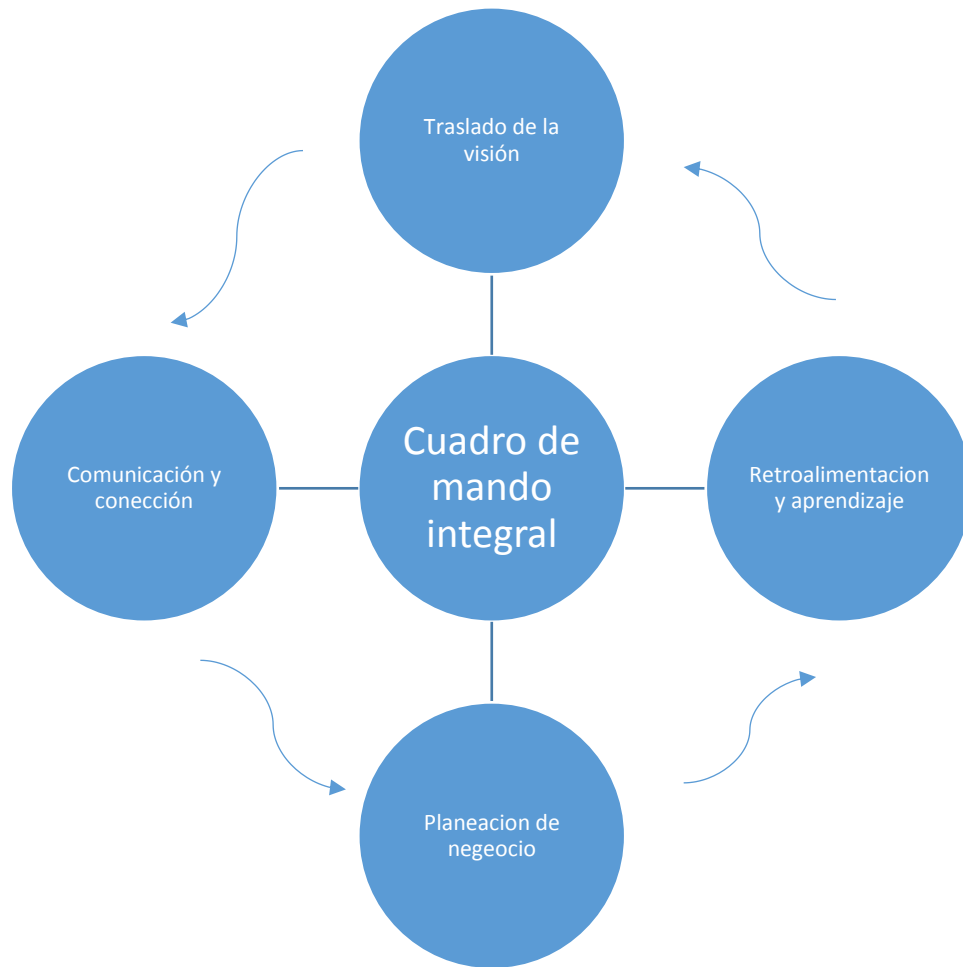 Traslado de la
visión
Comunicación y
conección
Cuadro de
mando
integral
Retroalimentacion
y aprendizaje
Planeacion de
negeocio